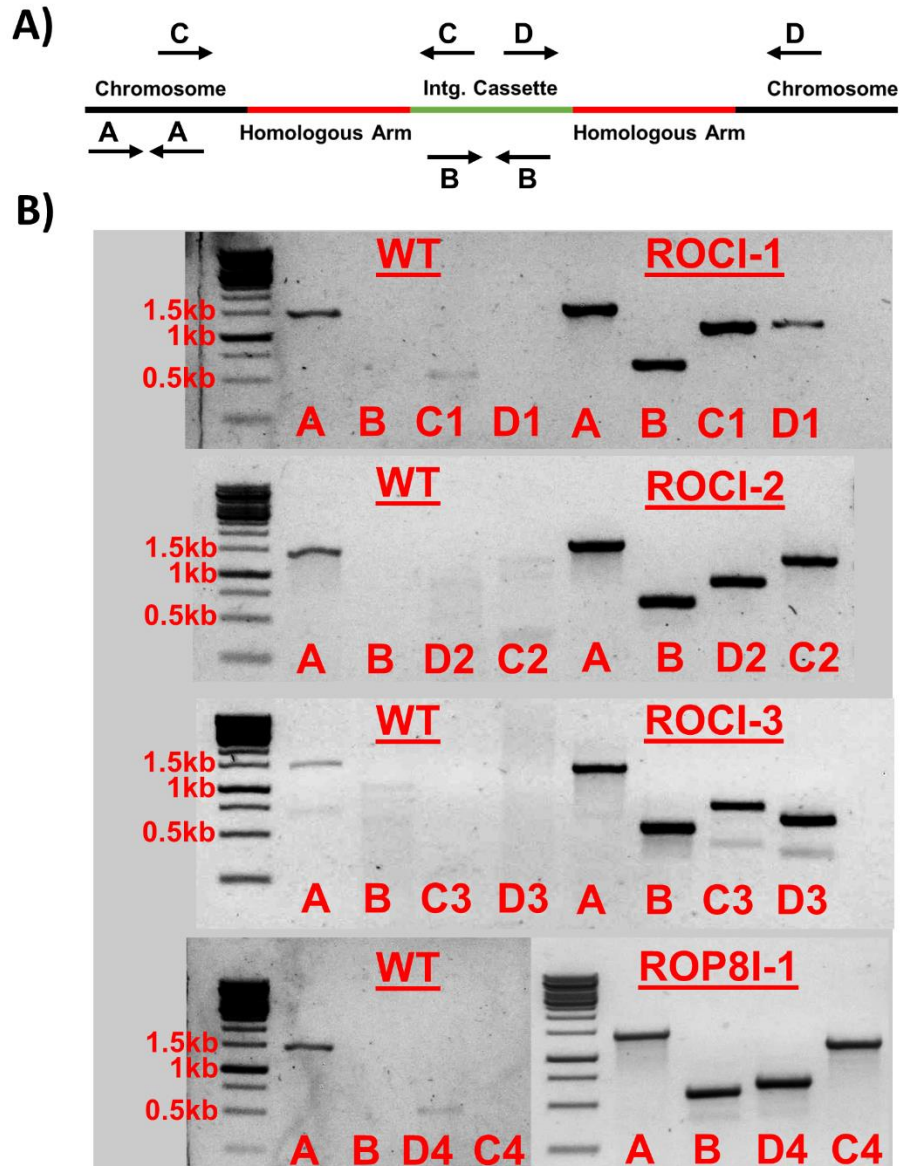 A)
C C D D
Chromosome Intg. Cassette Chromosome
A A Homologous Arm Homologous Arm
B B
B)
WT ROCI-1
1.5kb
1kb
0.5kb
A B C1 D1 A B C1 D1
WT ROCI-2
1.5kb
1kb
0.5kb
A B D2 C2 A B D2 C2
WT ROCI-3
1.5kb
1kb
0.5kb
A B C3 D3 A B C3 D3
WT ROP8I-1
1.5kb
1kb
0.5kb
A B D4 C4 A B D4 C4